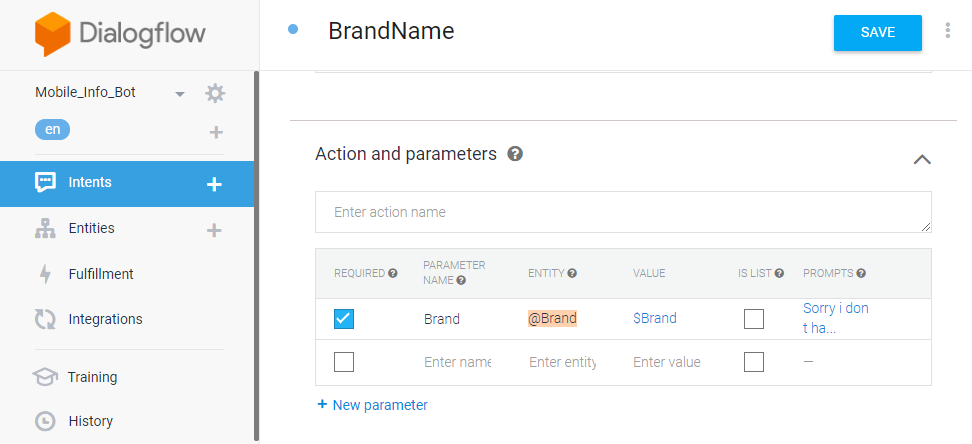 Dialogflow
BrandName
SAVE
Mobile_Info_Bot
en
Intents
Entities
Fulfillment
Integrations
Training
History
Action and parameters
Enter action name
REQUIRED
PARAMETER
NAME
ENTITY
VALUE
IS LIST
PROMPTS
Brand
@Brand
$Brand
Sorry i don
t ha...
Enter name
Enter entity
Enter value
—
+ New parameter